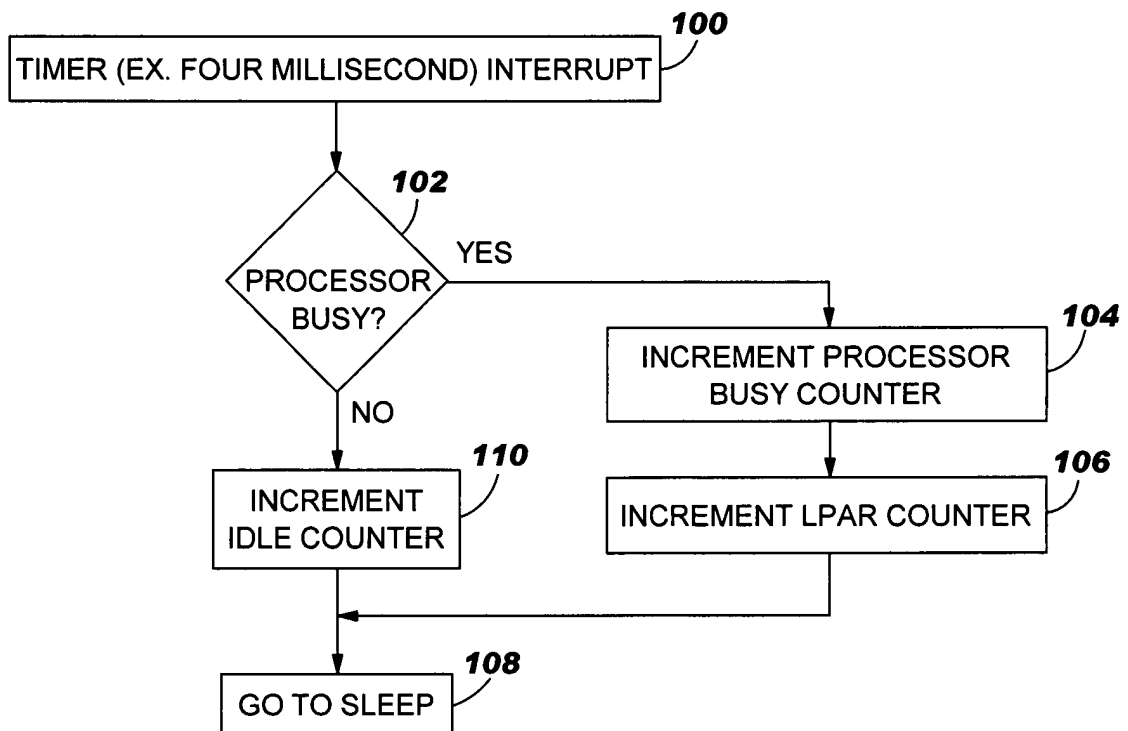 100
TIMER (EX. FOUR MILLISECOND) INTERRUPT
102
PROCESSOR
BUSY?
YES
104
INCREMENT PROCESSOR
BUSY COUNTER
NO
110
INCREMENT
IDLE COUNTER
106
INCREMENT LPAR COUNTER
108
GO TO SLEEP